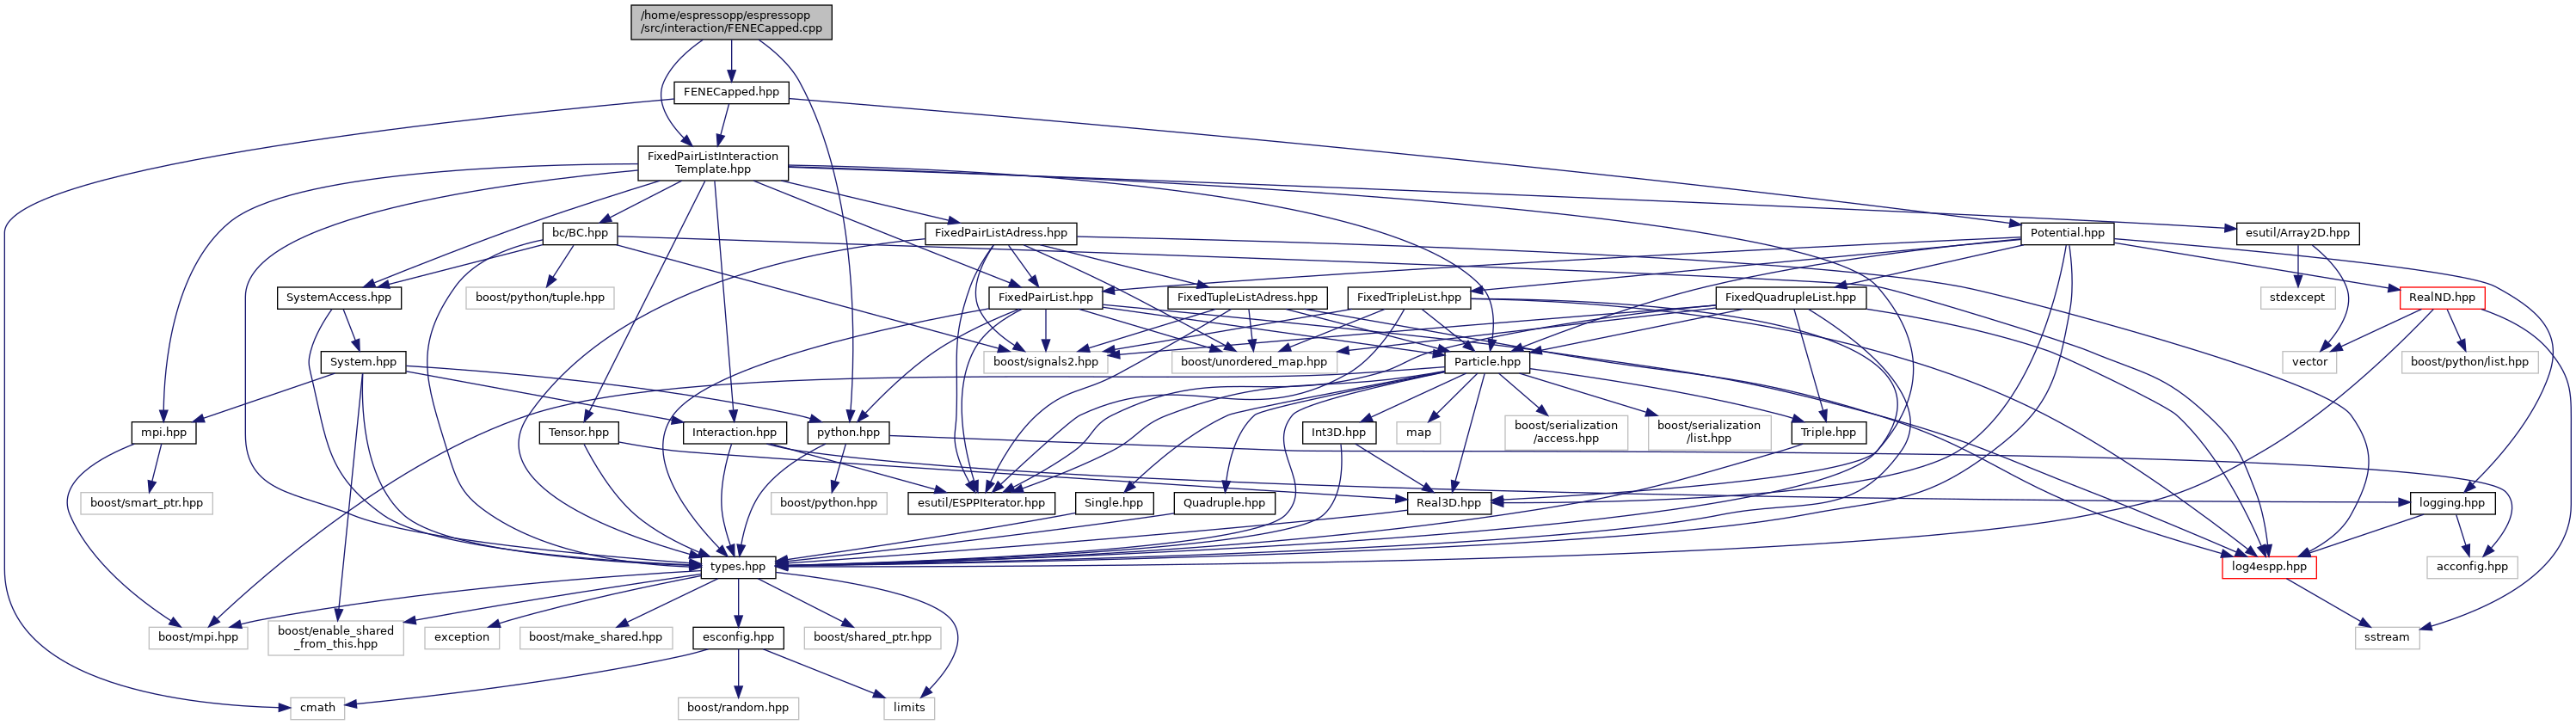 /home/espressopp/espressopp
/src/interaction/FENECapped.cpp
FENECapped.hpp
FixedPairListInteraction
Template.hpp
bc/BC.hpp
FixedPairListAdress.hpp
Potential.hpp
esutil/Array2D.hpp
SystemAccess.hpp
boost/python/tuple.hpp
FixedPairList.hpp
FixedTupleListAdress.hpp
FixedTripleList.hpp
FixedQuadrupleList.hpp
stdexcept
RealND.hpp
System.hpp
boost/signals2.hpp
boost/unordered_map.hpp
Particle.hpp
vector
boost/python/list.hpp
mpi.hpp
Tensor.hpp
Interaction.hpp
python.hpp
Int3D.hpp
map
boost/serialization
/access.hpp
boost/serialization
/list.hpp
Triple.hpp
boost/smart_ptr.hpp
boost/python.hpp
esutil/ESPPIterator.hpp
Single.hpp
Quadruple.hpp
Real3D.hpp
logging.hpp
types.hpp
log4espp.hpp
acconfig.hpp
boost/mpi.hpp
boost/enable_shared
_from_this.hpp
exception
boost/make_shared.hpp
esconfig.hpp
boost/shared_ptr.hpp
sstream
cmath
boost/random.hpp
limits